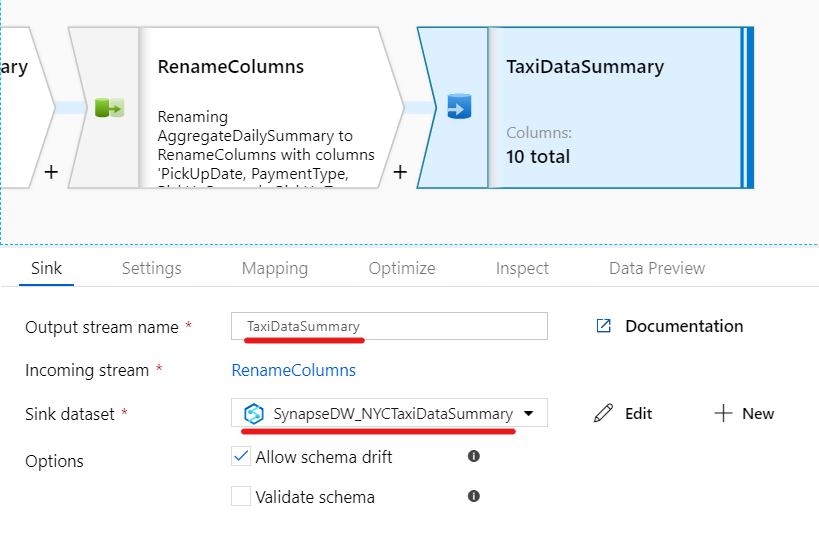 ary
RenameColumns
Renaming
AggregateDailySummary to
RenameColumns with columns
'PickUpDate, PaymentType,
TaxiDataSummary
Columns:
10 total
Sink Settings Mapping Optimize Inspect Data Preview
Output stream name * TaxiDataSummary Documentation
Incoming stream * RenameColumns
Sink dataset * SynapseDW_NYCTaxiDataSummary Edit New
Options Allow schema drift
Validate schema